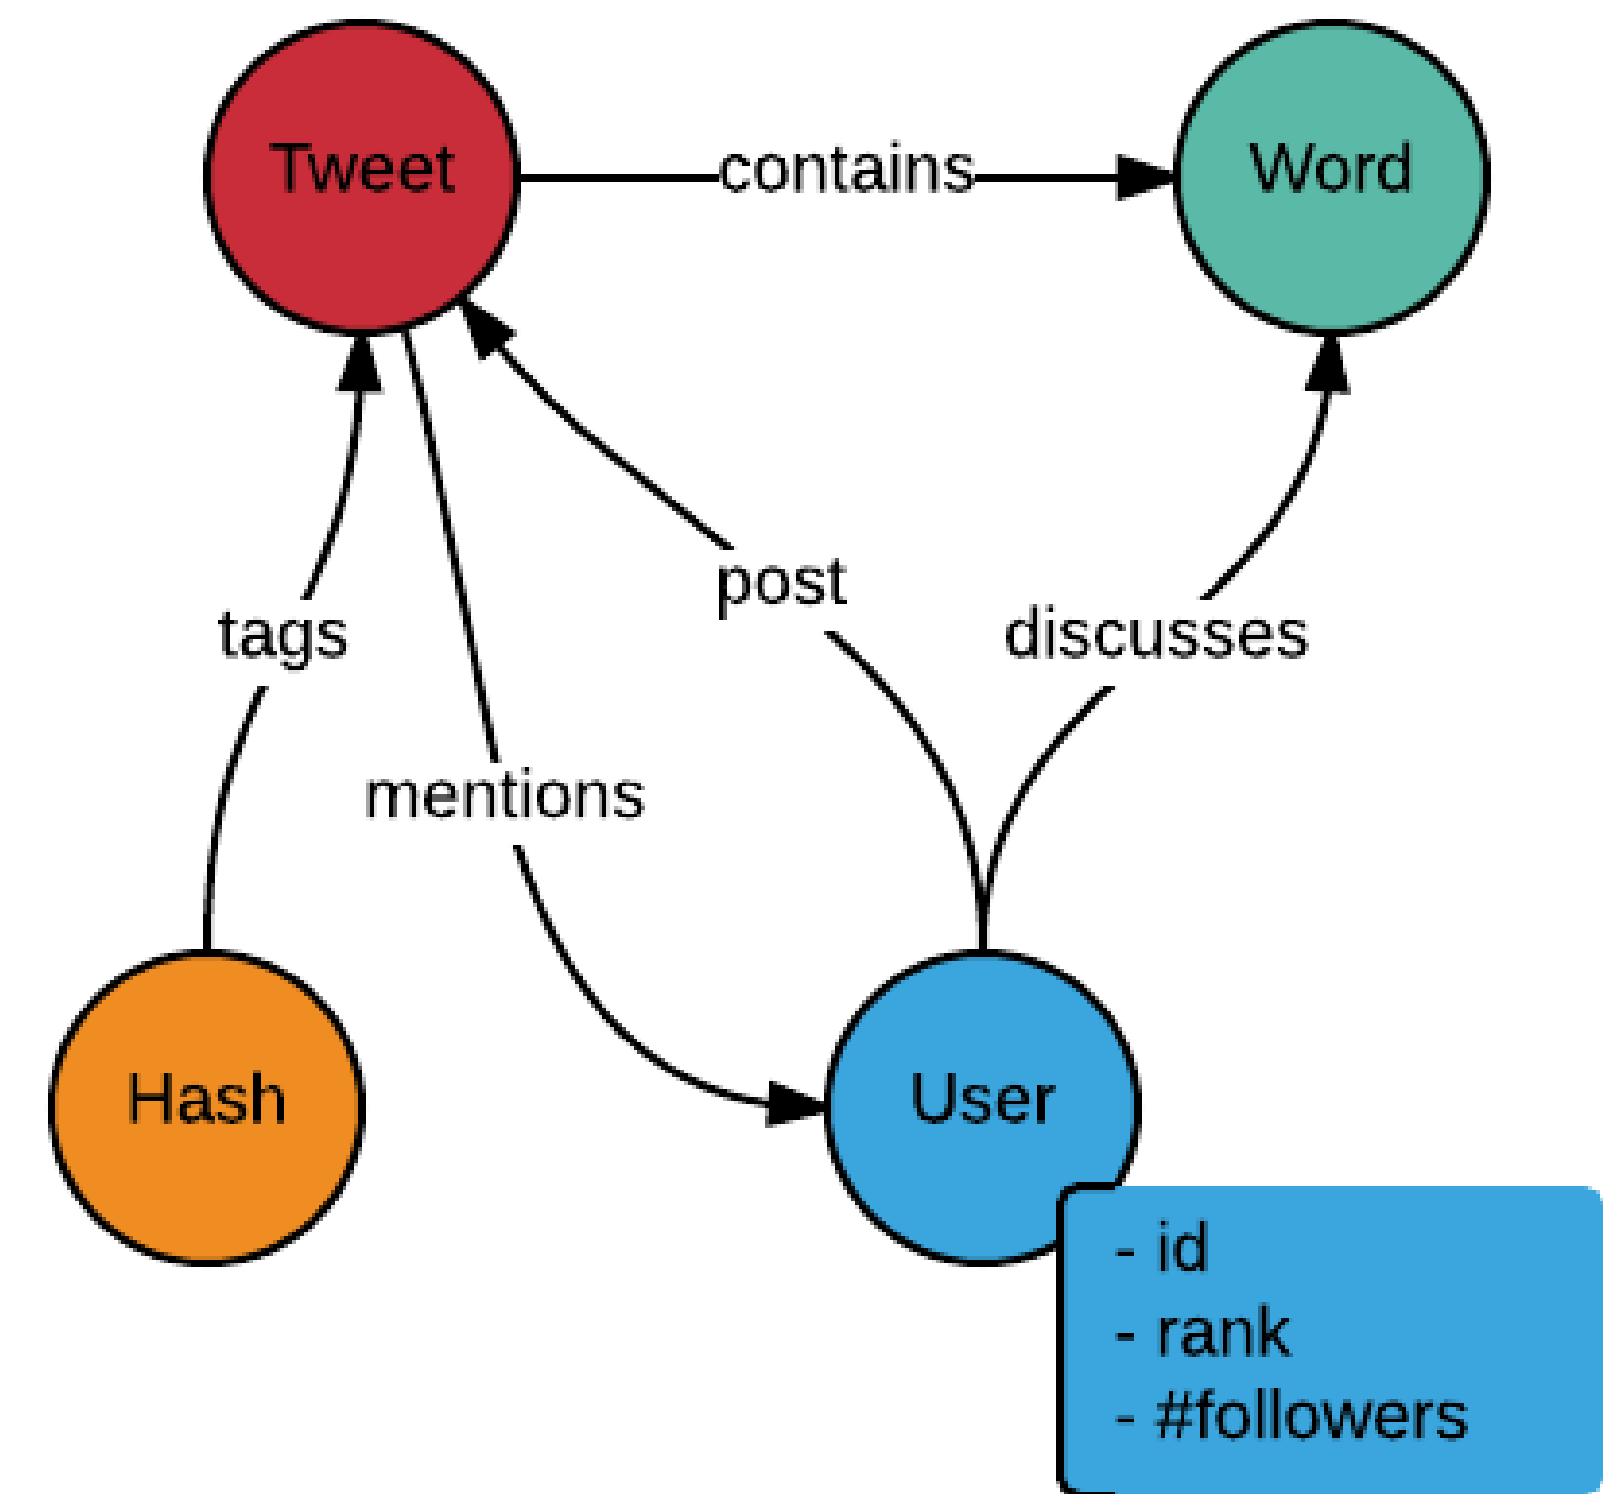 Tweet
contains
Word
post
tags
discusses
mentions
Hash
User
- id
- rank
- #followers